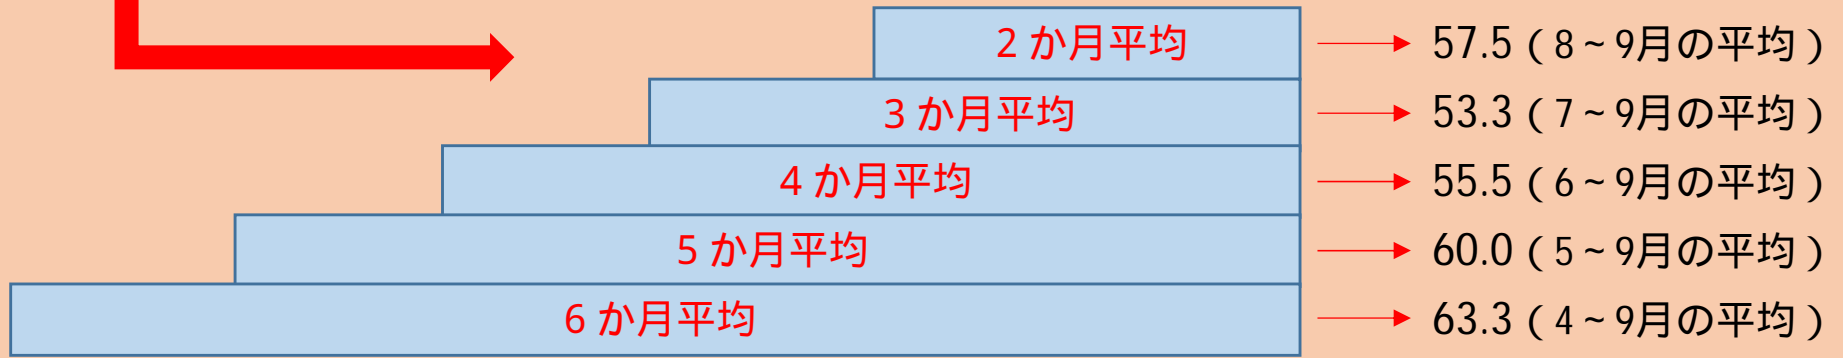 ２か月平均 57.5（8～9月の平均）
３か月平均 53.3（7～9月の平均）
４か月平均 55.5（6～9月の平均）
５か月平均 60.0（5～9月の平均）
６か月平均 63.3（4～9月の平均）